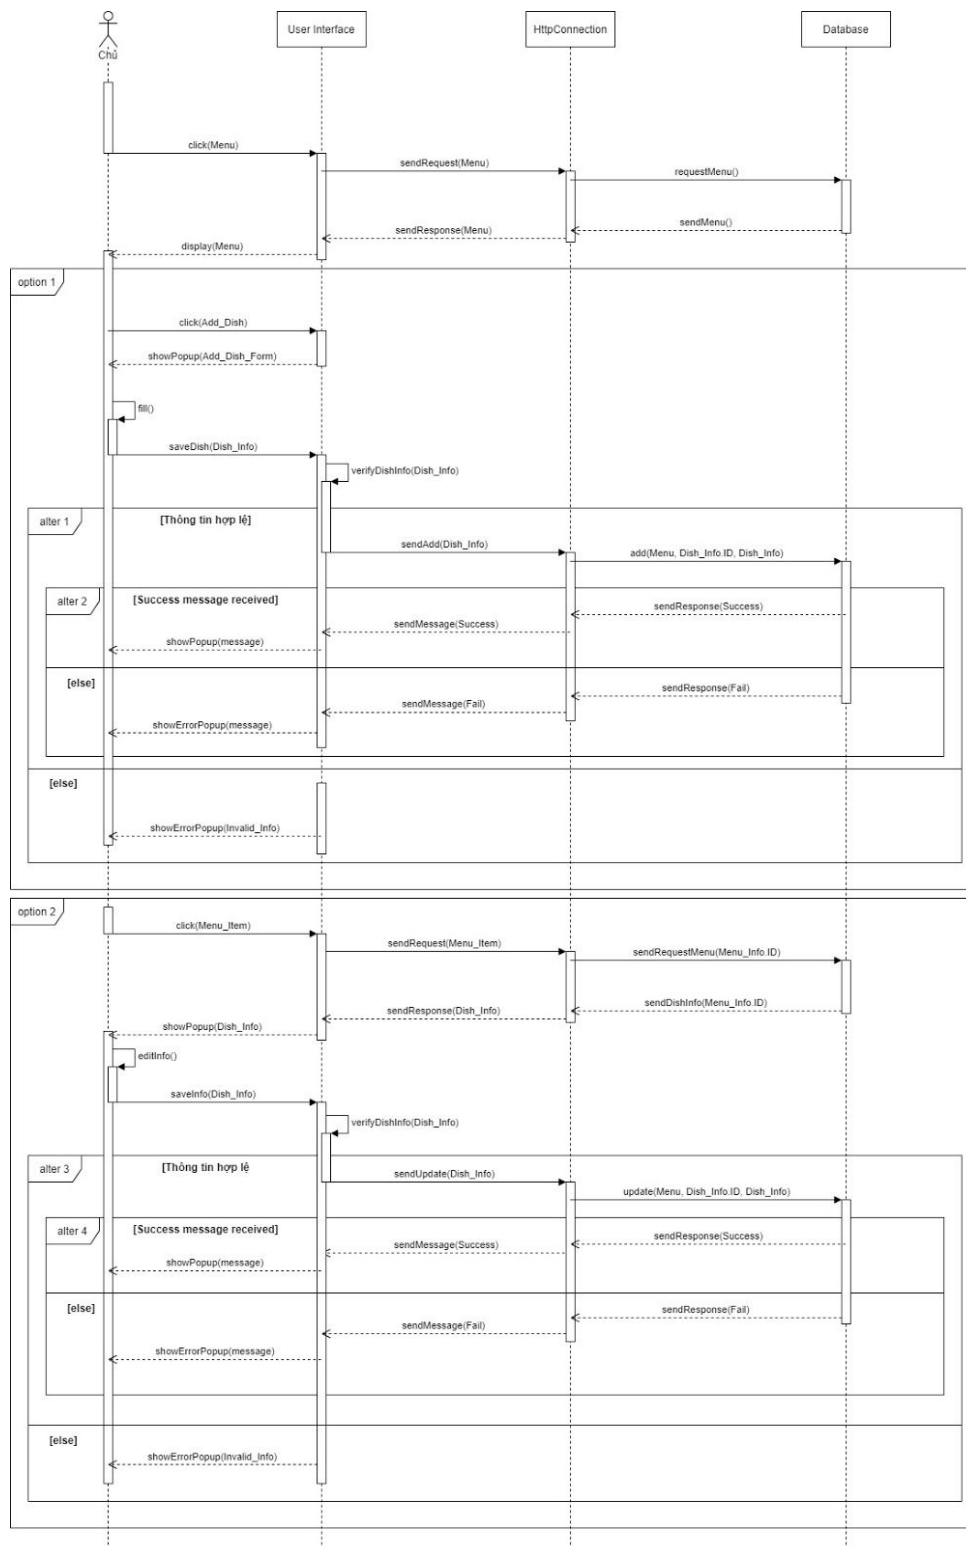 User Interface
HttpConnection
Database
Chủ
click(Menu)
sendRequest(Menu)
requestMenu()
sendMenu()
sendResponse(Menu)
display(Menu)
option 1
click(Add_Dish)
showPopup(Add_Dish_Form)
fill()
saveDish(Dish_Info)
verifyDishInfo(Dish_Info)
alter 1
[Thông tin hợp lệ]
sendAdd(Dish_Info)
add(Menu, Dish_Info.ID, Dish_Info)
alter 2
[Success message received]
sendResponse(Success)
sendMessage(Success)
showPopup(message)
[else]
sendResponse(Fail)
sendMessage(Fail)
showErrorPopup(message)
[else]
showErrorPopup(Invalid_Info)
option 2
click(Menu_Item)
sendRequest(Menu_Item)
sendRequestMenu(Menu_Info.ID)
sendDishInfo(Menu_Info.ID)
sendResponse(Dish_Info)
showPopup(Dish_Info)
editInfo()
saveInfo(Dish_Info)
verifyDishInfo(Dish_Info)
alter 3
[Thông tin hợp lệ
sendUpdate(Dish_Info)
update(Menu, Dish_Info.ID, Dish_Info)
alter 4
[Success message received]
sendResponse(Success)
sendMessage(Success)
showPopup(message)
[else]
sendResponse(Fail)
sendMessage(Fail)
showErrorPopup(message)
[else]
showErrorPopup(Invalid_Info)